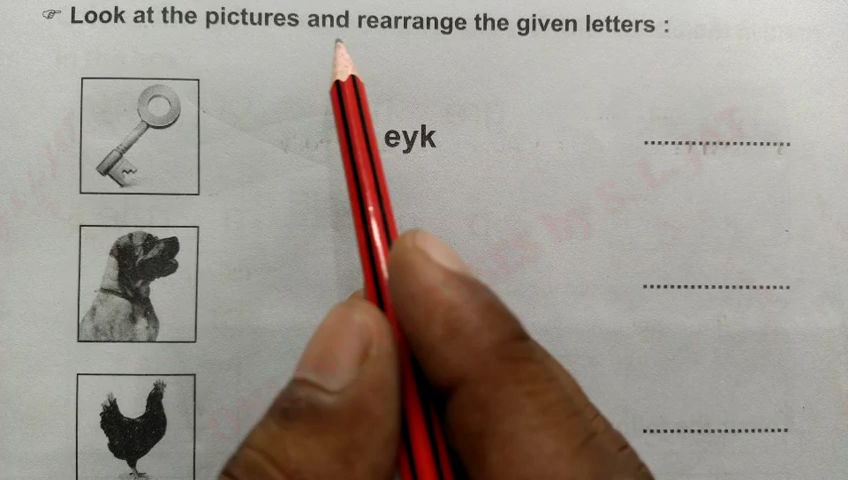 ☞ Look at the pictures and rearrange the given letters :
eyk ..............................
..............................
..............................